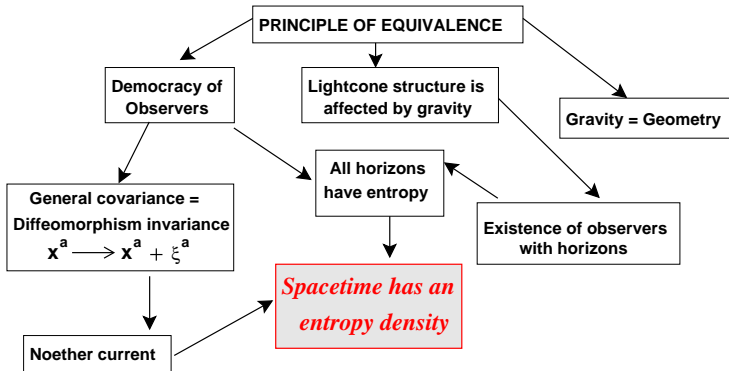 PRINCIPLE OF EQUIVALENCE
Democracy of
Observers
Lightcone structure is
affected by gravity
Gravity = Geometry
All horizons
have entropy
General covariance =
Diffeomorphism invariance
x^a ⟶ x^a + ξ^a
Existence of observers
with horizons
Spacetime has an
entropy density
Noether current